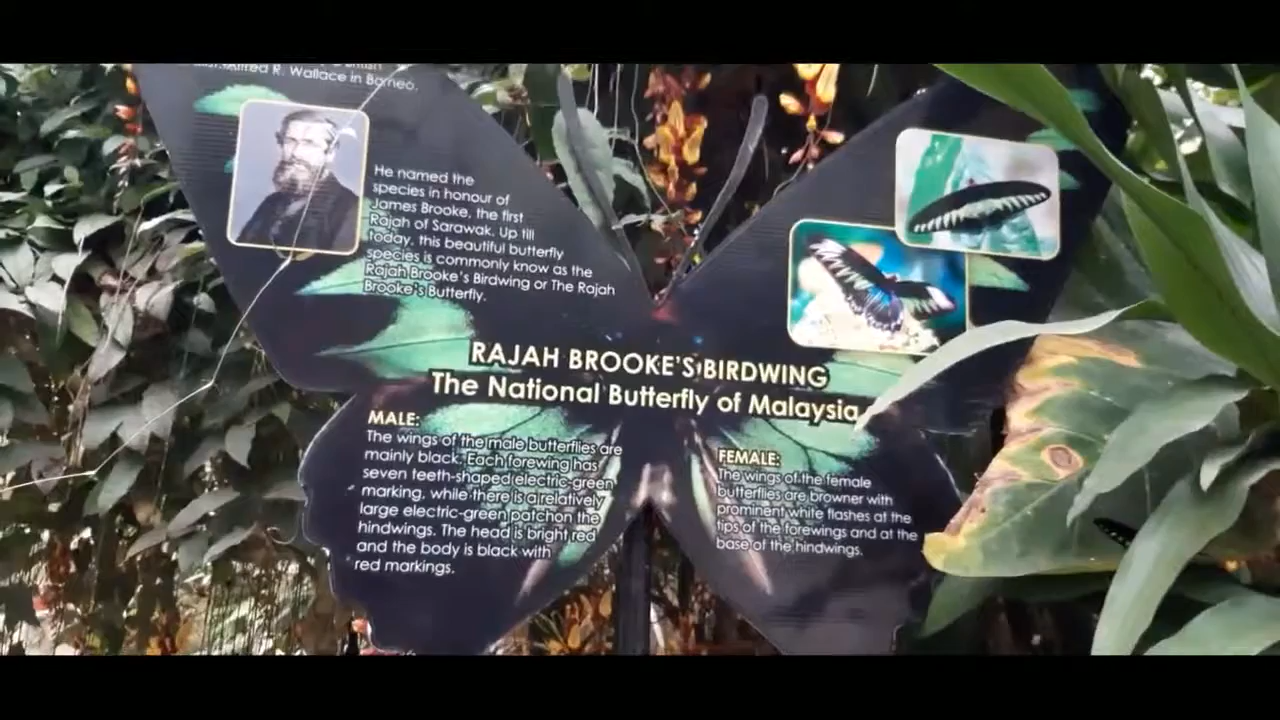 Alfred R. Wallace in Borneo.
He named the
species in honour of
James Brooke, the first
Rajah of Sarawak. Up till
today, this beautiful butterfly
species is commonly know as the
Rajah Brooke's Birdwing or The Rajah
Brooke's Butterfly.
RAJAH BROOKE'S BIRDWING
The National Butterfly of Malaysia
MALE:
The wings of the male butterflies are
mainly black. Each forewing has
seven teeth-shaped electric-green
marking, while there is a relatively
large electric-green patchon the
hindwings. The head is bright red
and the body is black with
red markings.
FEMALE:
The wings of the female
butterflies are browner with
prominent white flashes at the
tips of the forewings and at the
base of the hindwings.